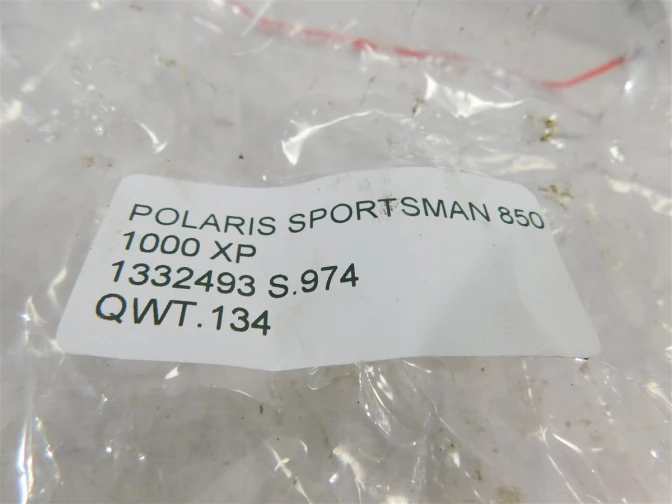 POLARIS SPORTSMAN 850
1000 XP
1332493 S.974
QWT.134